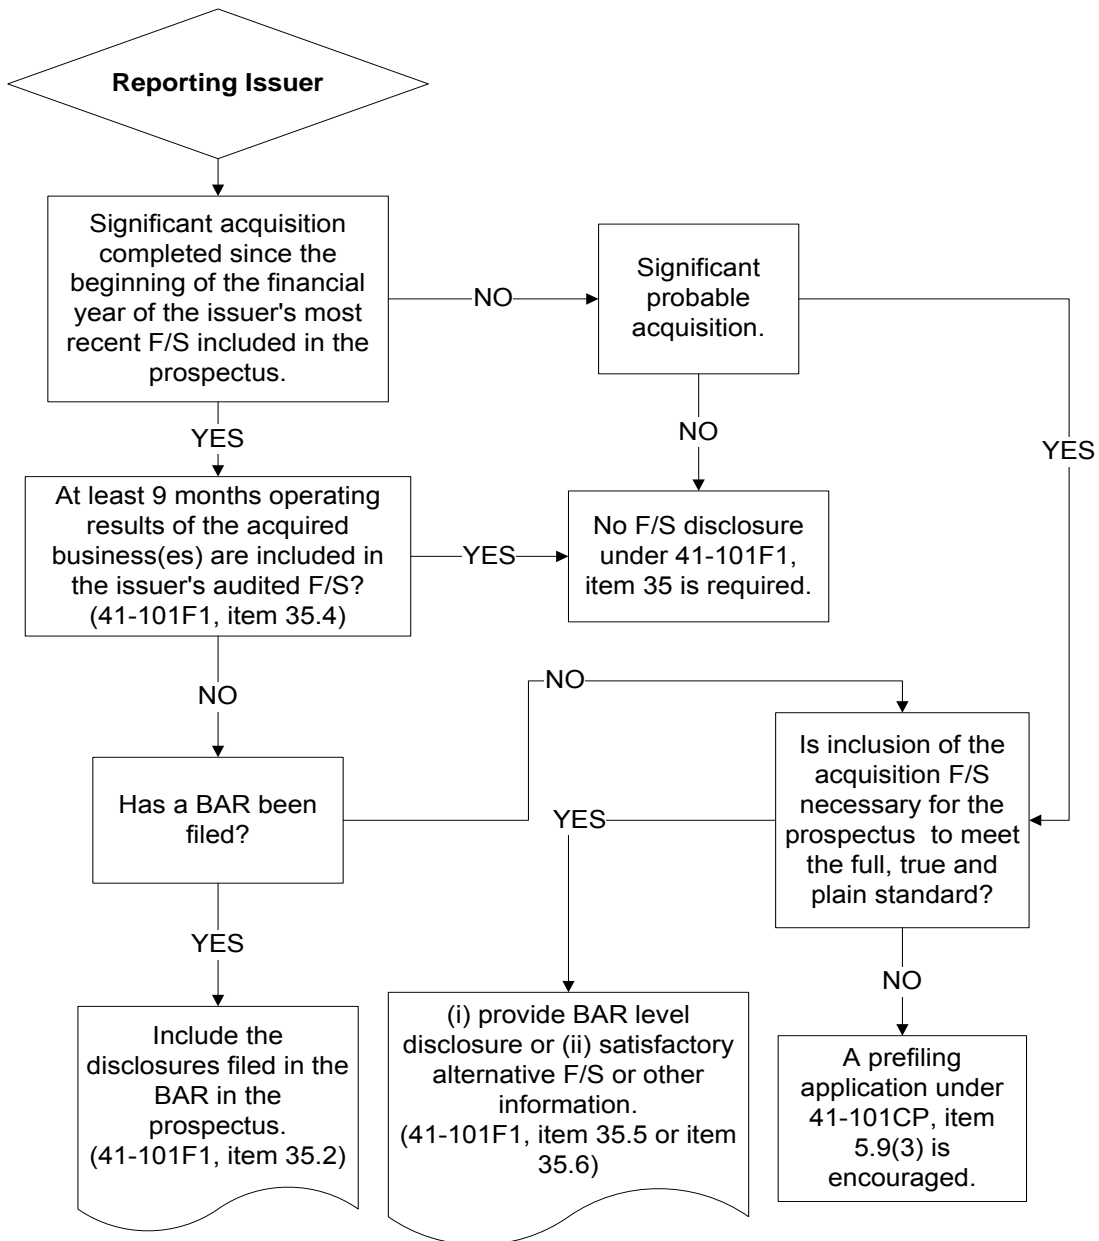 Reporting Issuer
Significant acquisition
completed since the
beginning of the financial
year of the issuer's most
recent F/S included in the
prospectus.
NO
Significant
probable
acquisition.
YES
NO
YES
At least 9 months operating
results of the acquired
business(es) are included in
the issuer's audited F/S?
(41-101F1, item 35.4)
YES
No F/S disclosure
under 41-101F1,
item 35 is required.
NO
NO
Has a BAR been
filed?
Is inclusion of the
acquisition F/S
necessary for the
prospectus to meet
the full, true and
plain standard?
YES
YES
NO
Include the
disclosures filed in the
BAR in the
prospectus.
(41-101F1, item 35.2)
(i) provide BAR level
disclosure or (ii) satisfactory
alternative F/S or other
information.
(41-101F1, item 35.5 or item
35.6)
A prefiling
application under
41-101CP, item
5.9(3) is
encouraged.